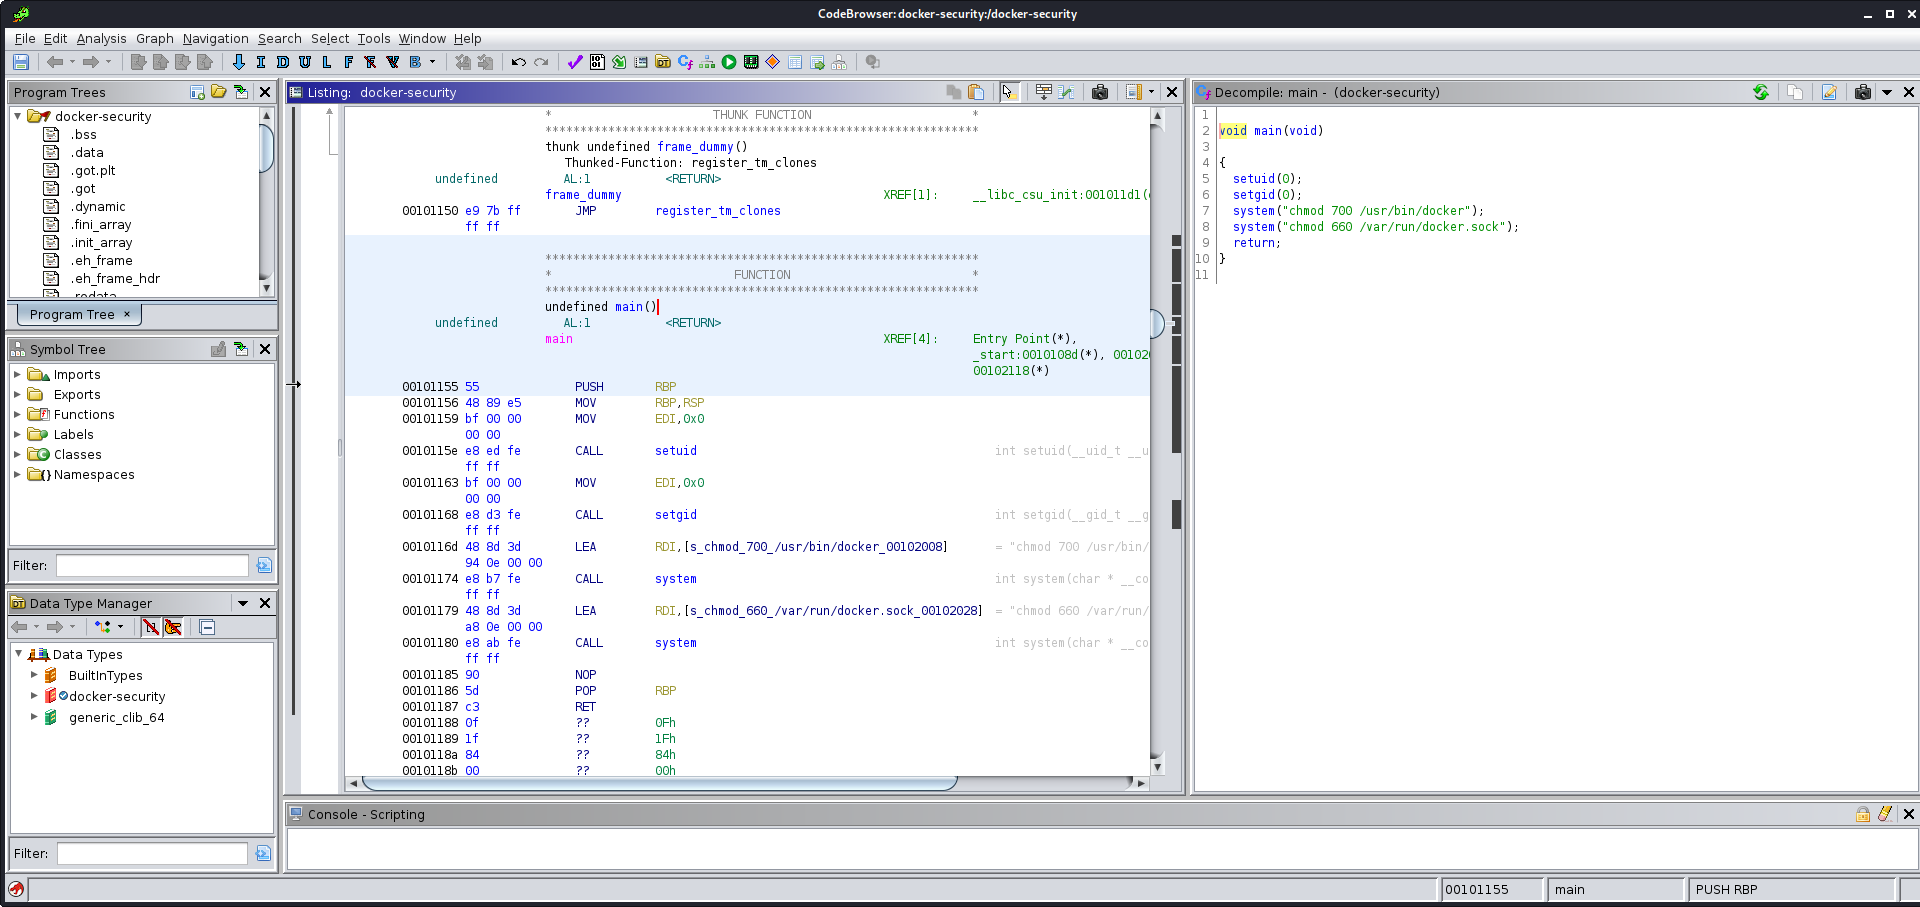 CodeBrowser: docker-security:/docker-security
File Edit Analysis Graph Navigation Search Select Tools Window Help
I D U L F B
Program Trees
docker-security
.bss
.data
.got.plt
.got
.dynamic
.fini_array
.init_array
.eh_frame
.eh_frame_hdr
.rodata
Program Tree ×
Symbol Tree
Imports
Exports
Functions
Labels
Classes
Namespaces
Filter:
Data Type Manager
Data Types
BuiltInTypes
docker-security
generic_clib_64
Filter:
Listing: docker-security
* THUNK FUNCTION *
**************************************************************
thunk undefined frame_dummy()
Thunked-Function: register_tm_clones
undefined AL:1 <RETURN>
frame_dummy XREF[1]: __libc_csu_init:001011d1(
00101150 e9 7b ff JMP register_tm_clones
ff ff
**************************************************************
* FUNCTION *
**************************************************************
undefined main()
undefined AL:1 <RETURN>
main XREF[4]: Entry Point(*),
_start:0010108d(*), 00102
00102118(*)
00101155 55 PUSH RBP
00101156 48 89 e5 MOV RBP,RSP
00101159 bf 00 00 MOV EDI,0x0
00 00
0010115e e8 ed fe CALL setuid int setuid(__uid_t __u
ff ff
00101163 bf 00 00 MOV EDI,0x0
00 00
00101168 e8 d3 fe CALL setgid int setgid(__gid_t __g
ff ff
0010116d 48 8d 3d LEA RDI,[s_chmod_700_/usr/bin/docker_00102008] = "chmod 700 /usr/bin/
94 0e 00 00
00101174 e8 b7 fe CALL system int system(char * __co
ff ff
00101179 48 8d 3d LEA RDI,[s_chmod_660_/var/run/docker.sock_00102028] = "chmod 660 /var/run/
a8 0e 00 00
00101180 e8 ab fe CALL system int system(char * __co
ff ff
00101185 90 NOP
00101186 5d POP RBP
00101187 c3 RET
00101188 0f ?? 0Fh
00101189 1f ?? 1Fh
0010118a 84 ?? 84h
0010118b 00 ?? 00h
Decompile: main - (docker-security)
1
2 void main(void)
3
4 {
5 setuid(0);
6 setgid(0);
7 system("chmod 700 /usr/bin/docker");
8 system("chmod 660 /var/run/docker.sock");
9 return;
10 }
11
Console - Scripting
00101155 main PUSH RBP